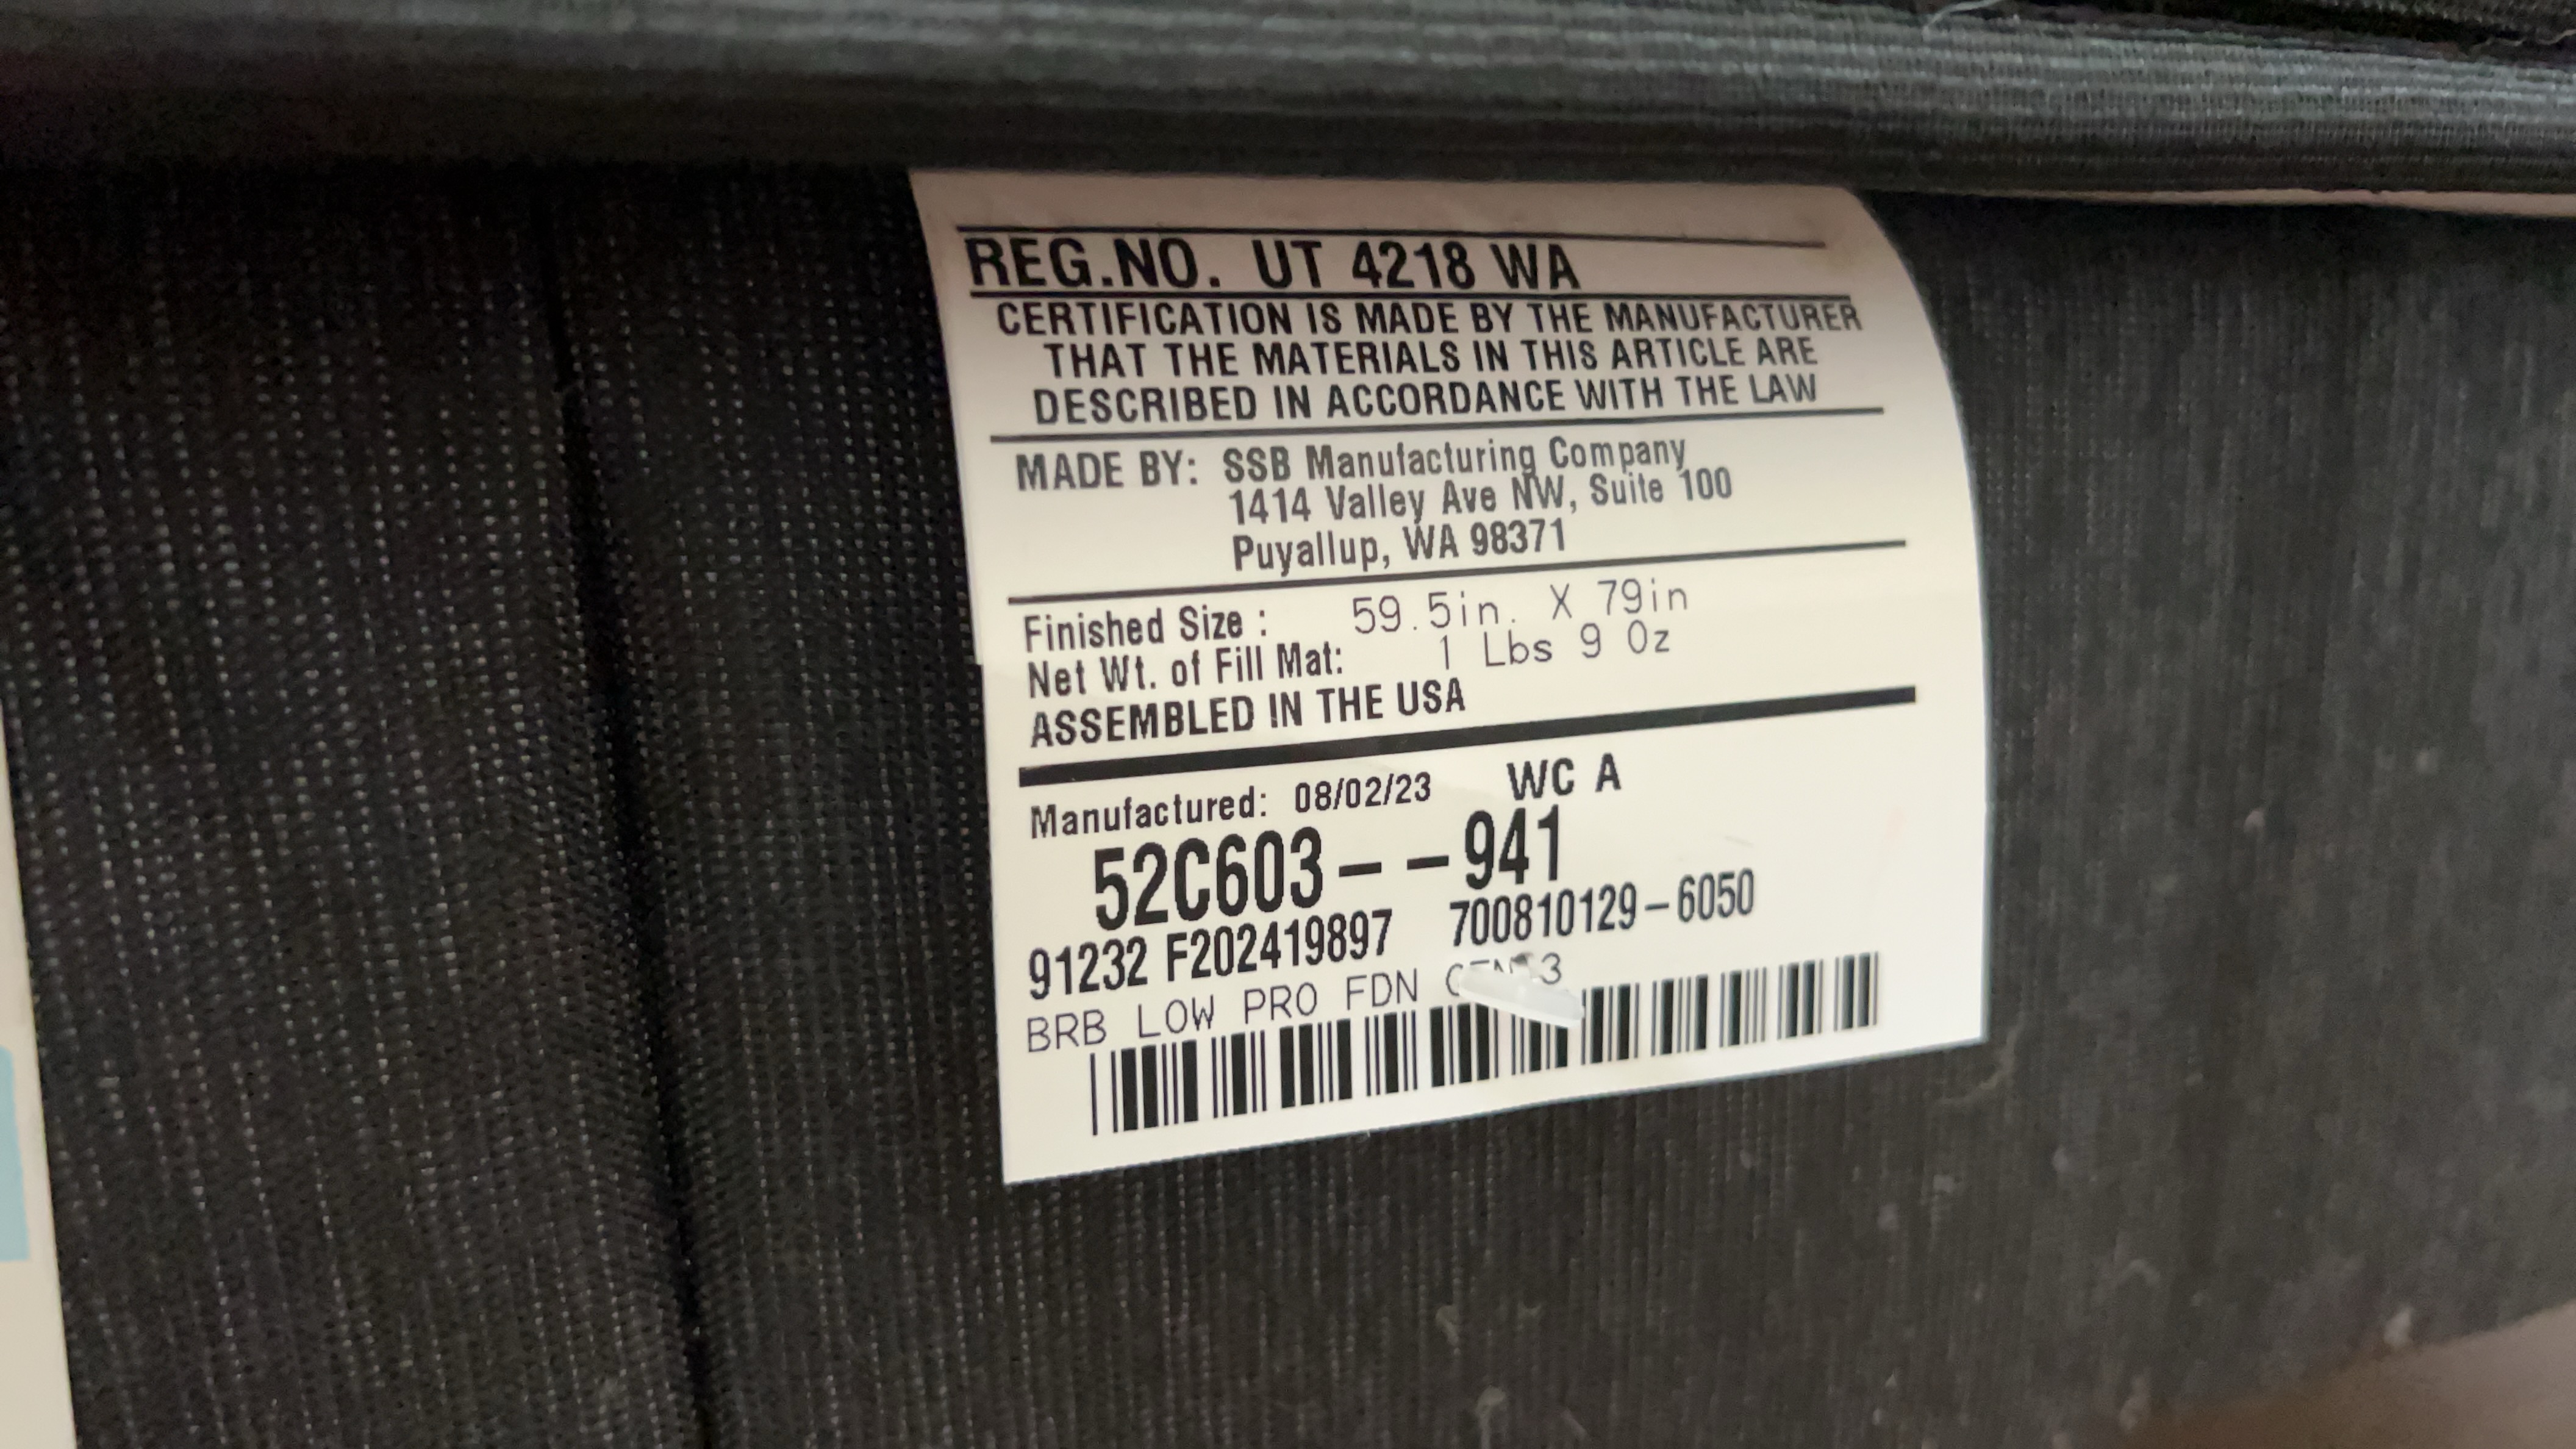 REG.NO. UT 4218 WA
CERTIFICATION IS MADE BY THE MANUFACTURER
THAT THE MATERIALS IN THIS ARTICLE ARE
DESCRIBED IN ACCORDANCE WITH THE LAW
MADE BY: SSB Manufacturing Company
1414 Valley Ave NW, Suite 100
Puyallup, WA 98371
Finished Size : 59.5in. X 79in
Net Wt. of Fill Mat: 1 Lbs 9 Oz
ASSEMBLED IN THE USA
Manufactured: 08/02/23 WC A
52C603- -941
91232 F202419897 700810129-6050
BRB LOW PRO FDN